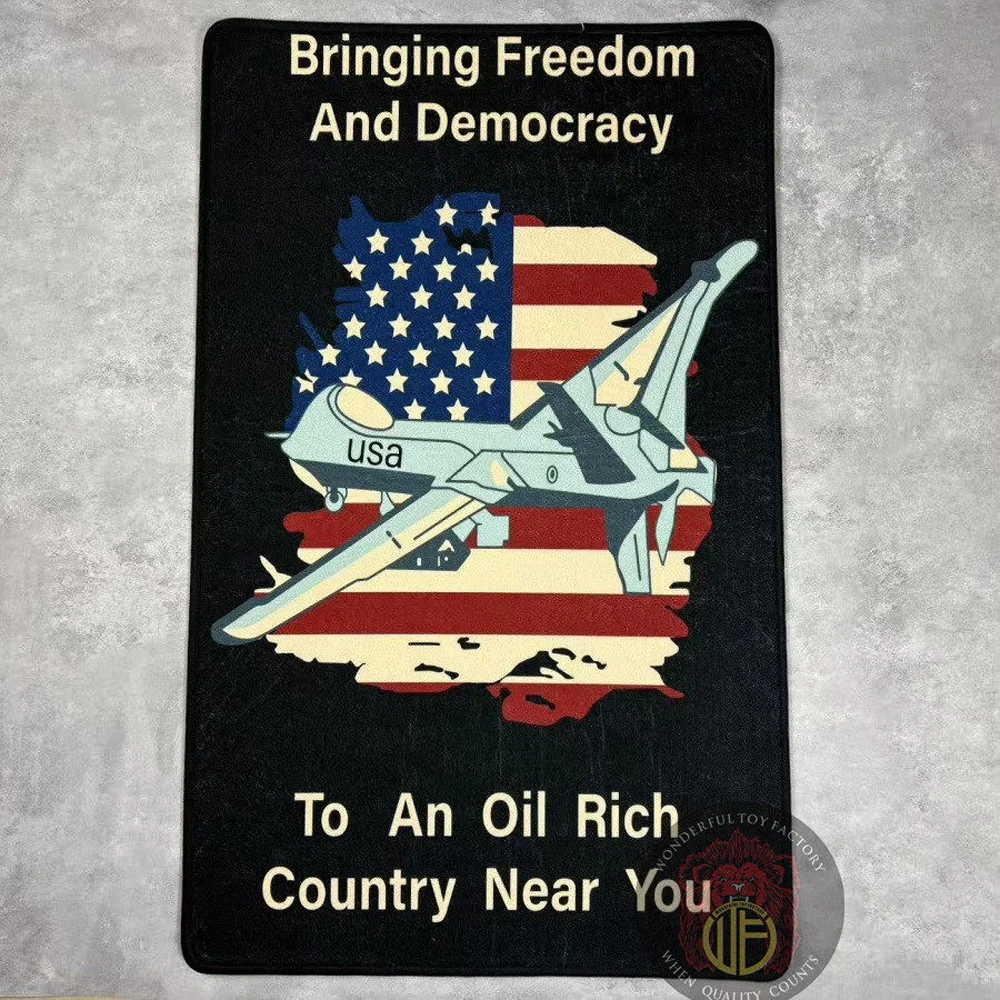 Bringing Freedom
And Democracy
usa
To An Oil Rich
Country Near You
WONDERFUL TOY FACTORY
WHEN QUALITY COUNTS